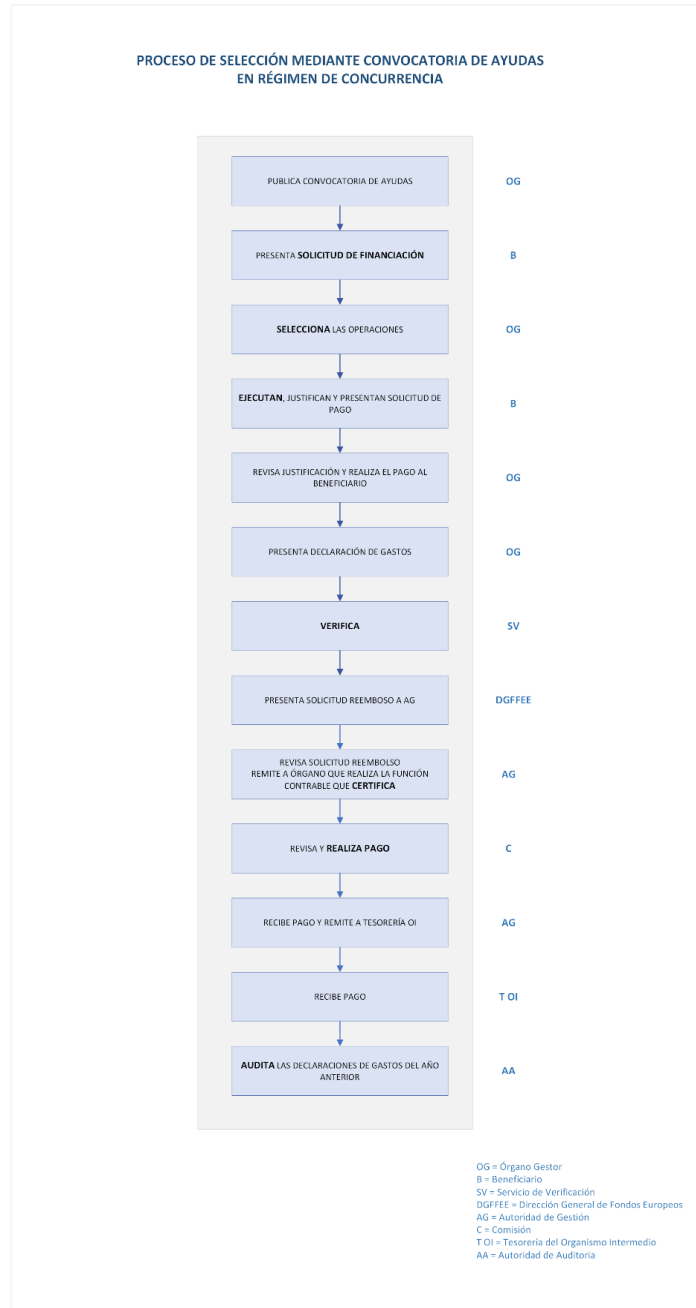 PROCESO DE SELECCIÓN MEDIANTE CONVOCATORIA DE AYUDAS
EN RÉGIMEN DE CONCURRENCIA
PUBLICA CONVOCATORIA DE AYUDAS
OG
PRESENTA SOLICITUD DE FINANCIACIÓN
B
SELECCIONA LAS OPERACIONES
OG
EJECUTAN, JUSTIFICAN Y PRESENTAN SOLICITUD DE
PAGO
B
REVISA JUSTIFICACIÓN Y REALIZA EL PAGO AL
BENEFICIARIO
OG
PRESENTA DECLARACIÓN DE GASTOS
OG
VERIFICA
SV
PRESENTA SOLICITUD REEMBOSO A AG
DGFFEE
REVISA SOLICITUD REEMBOLSO
REMITE A ÓRGANO QUE REALIZA LA FUNCIÓN
CONTRABLE QUE CERTIFICA
AG
REVISA Y REALIZA PAGO
C
RECIBE PAGO Y REMITE A TESORERÍA OI
AG
RECIBE PAGO
T OI
AUDITA LAS DECLARACIONES DE GASTOS DEL AÑO
ANTERIOR
AA
OG = Órgano Gestor
B = Beneficiario
SV = Servicio de Verificación
DGFFEE = Dirección General de Fondos Europeos
AG = Autoridad de Gestión
C = Comisión
T OI = Tesorería del Organismo Intermedio
AA = Autoridad de Auditoria